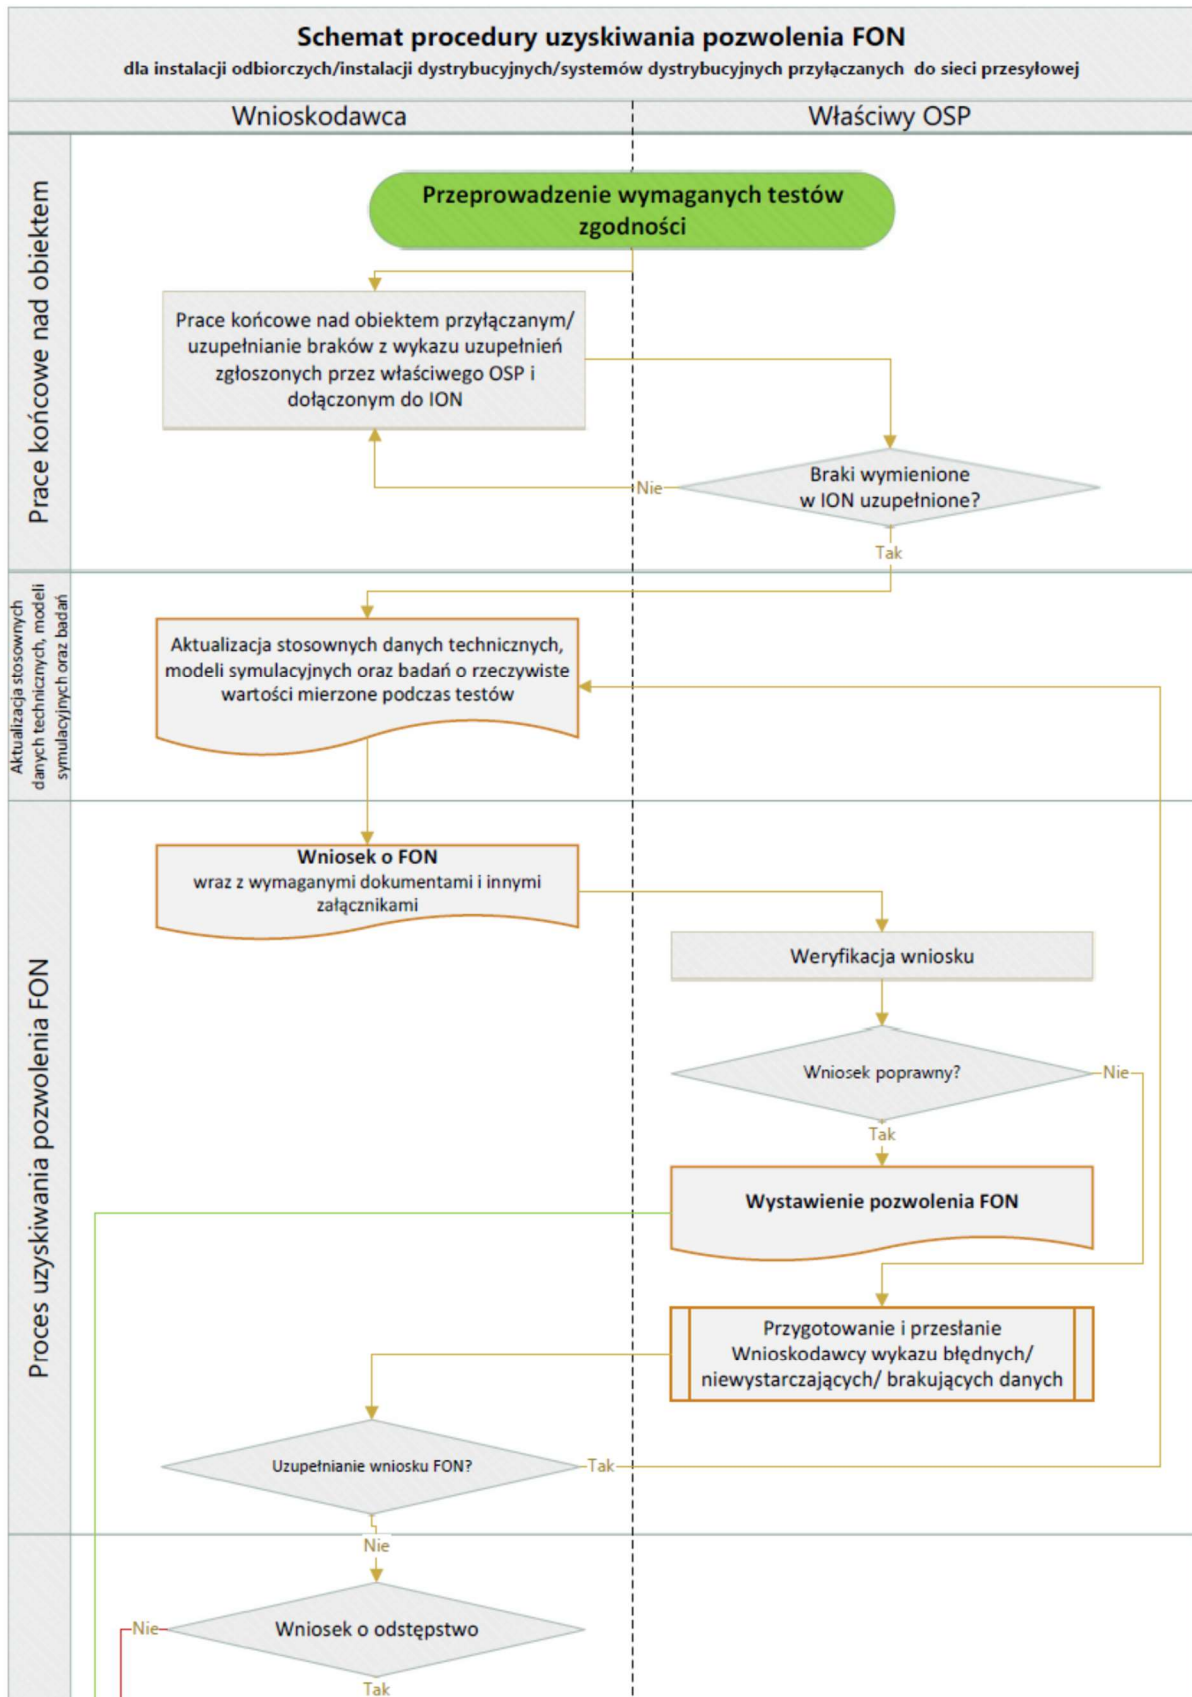 Schemat procedury uzyskiwania pozwolenia FON
dla instalacji odbiorczych/instalacji dystrybucyjnych/systemów dystrybucyjnych przyłączanych do sieci przesyłowej
Wnioskodawca
Właściwy OSP
Prace końcowe nad obiektem
Przeprowadzenie wymaganych testów
zgodności
Prace końcowe nad obiektem przyłączanym/
uzupełnianie braków z wykazu uzupełnień
zgłoszonych przez właściwego OSP i
dołączonym do ION
Braki wymienione
w ION uzupełnione?
Nie
Tak
Aktualizacja stosownych
danych technicznych, modeli
symulacyjnych oraz badań
Aktualizacja stosownych danych technicznych,
modeli symulacyjnych oraz badań o rzeczywiste
wartości mierzone podczas testów
Proces uzyskiwania pozwolenia FON
Wniosek o FON
wraz z wymaganymi dokumentami i innymi
załącznikami
Weryfikacja wniosku
Wniosek poprawny?
Nie
Tak
Wystawienie pozwolenia FON
Przygotowanie i przesłanie
Wnioskodawcy wykazu błędnych/
niewystarczających/ brakujących danych
Uzupełnianie wniosku FON?
Tak
Nie
Wniosek o odstępstwo
Nie
Tak